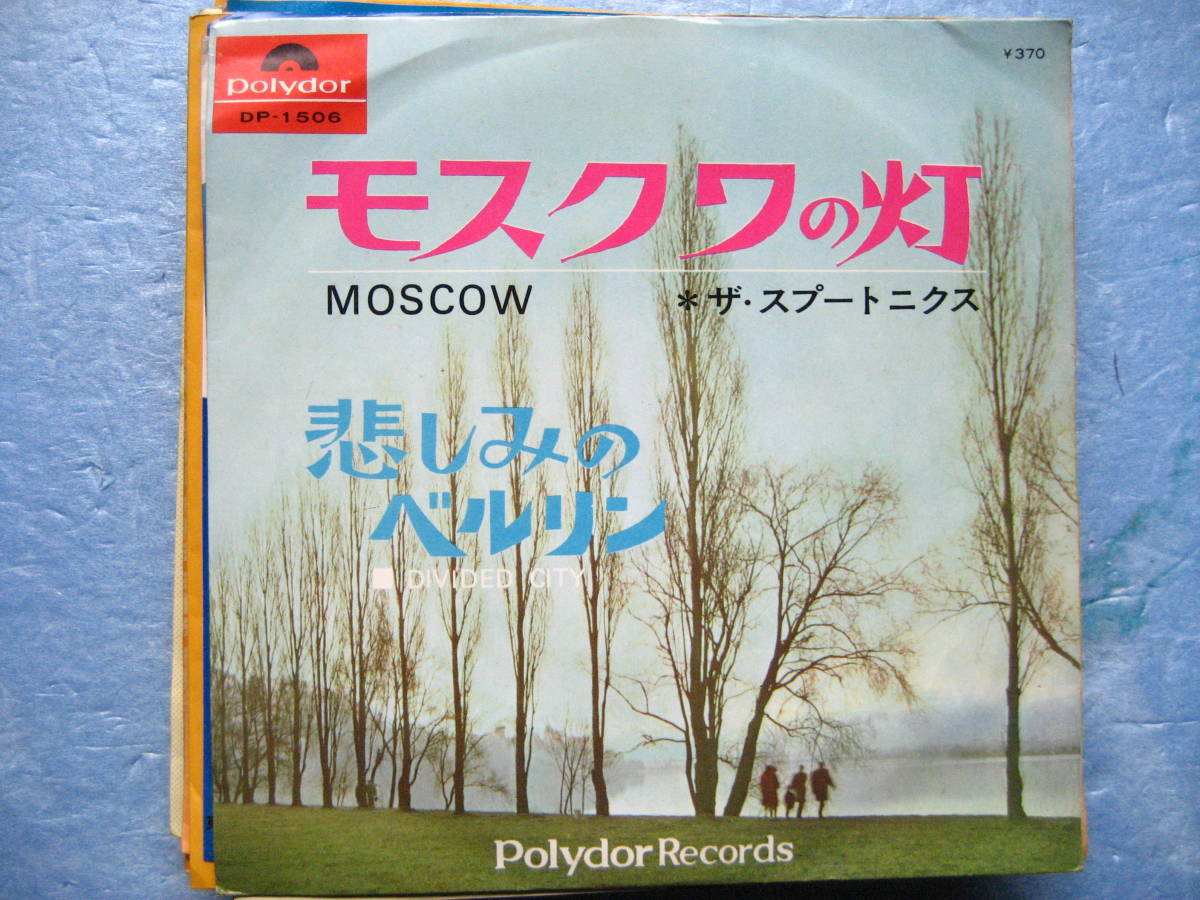 polydor
DP-1506
¥370
モスクワの灯
MOSCOW
＊ザ・スプートニクス
悲しみの
ベルリン
■ DIVIDED CITY
Polydor Records